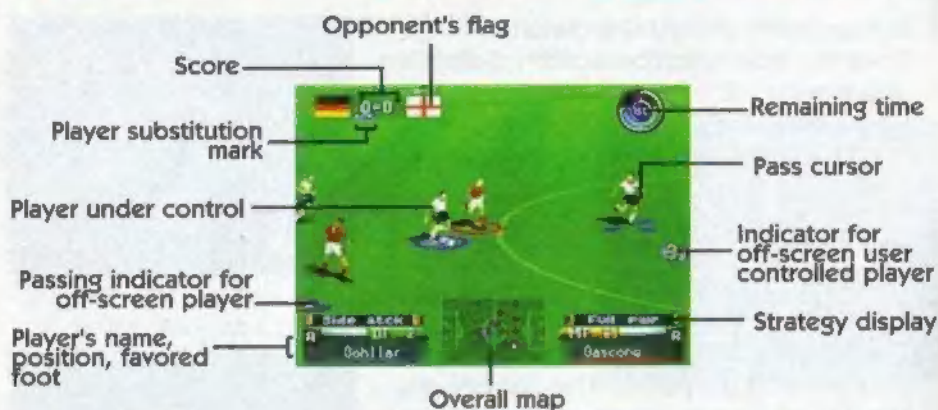 Opponent's flag
Score
0-0
Remaining time
Player substitution
mark
Pass cursor
Player under control
Indicator for
off-screen user
controlled player
Passing indicator for
off-screen player
Side atck
Full pwr
Strategy display
Player's name,
position, favored
foot
R
R
Gohllar
Gascore
Overall map